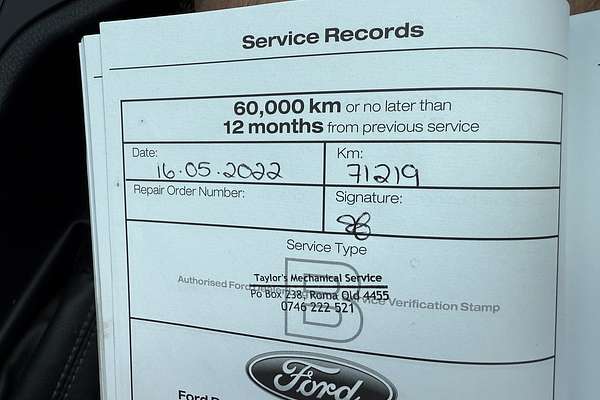 Service Records
60,000 km or no later than
12 months from previous service
Date:
16.05.2022
Km:
71219
Repair Order Number:
Signature:
Service Type
B
Taylor's Mechanical Service
Authorised Ford Service Verification Stamp
Po Box 238, Roma Qld 4455
0746 222 521
Ford
Ford